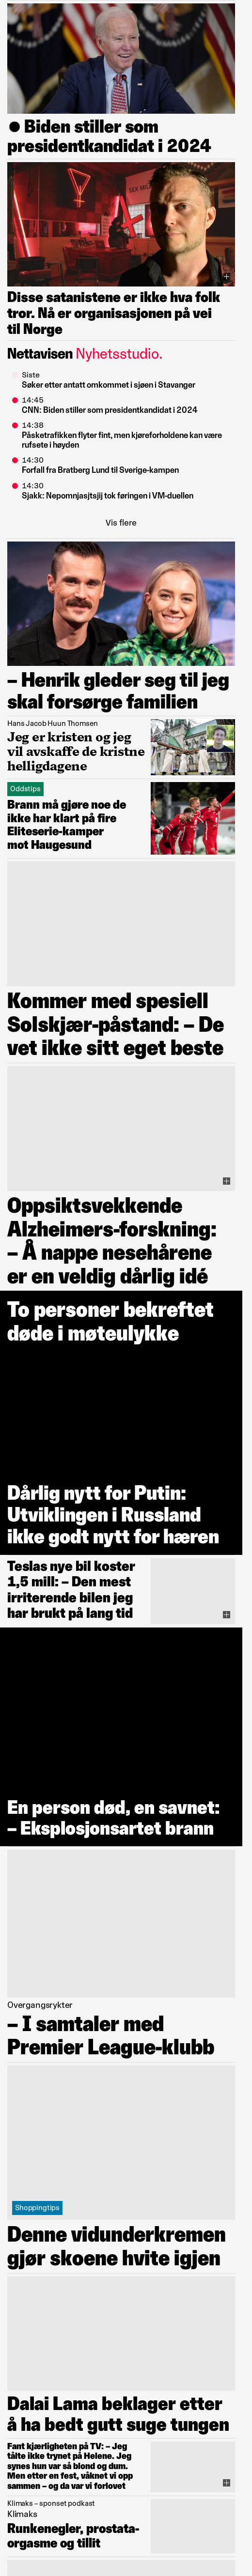 Biden stiller som
presidentkandidat i 2024
SEX MIL
Disse satanistene er ikke hva folk
tror. Nå er organisasjonen på vei
til Norge
Nettavisen Nyhetsstudio.
Siste
Søker etter antatt omkommet i sjøen i Stavanger
14:45
CNN: Biden stiller som presidentkandidat i 2024
14:38
Påsketrafikken flyter fint, men kjøreforholdene kan være
rufsete i høyden
14:30
Forfall fra Bratberg Lund til Sverige-kampen
14:30
Sjakk: Nepomnjasjtsjij tok føringen i VM-duellen
Vis flere
– Henrik gleder seg til jeg
skal forsørge familien
Hans Jacob Huun Thomsen
Jeg er kristen og jeg
vil avskaffe de kristne
helligdagene
Oddstips
Brann må gjøre noe de
ikke har klart på fire
Eliteserie-kamper
mot Haugesund
Kommer med spesiell
Solskjær-påstand: – De
vet ikke sitt eget beste
Oppsiktsvekkende
Alzheimers-forskning:
– Å nappe nesehårene
er en veldig dårlig idé
To personer bekreftet
døde i møteulykke
Dårlig nytt for Putin:
Utviklingen i Russland
ikke godt nytt for hæren
Teslas nye bil koster
1,5 mill: – Den mest
irriterende bilen jeg
har brukt på lang tid
En person død, en savnet:
– Eksplosjonsartet brann
Overgangsrykter
– I samtaler med
Premier League-klubb
Shoppingtips
Denne vidunderkremen
gjør skoene hvite igjen
Dalai Lama beklager etter
å ha bedt gutt suge tungen
Fant kjærligheten på TV: – Jeg
tålte ikke trynet på Helene. Jeg
synes hun var så blond og dum.
Men etter en fest, våknet vi opp
sammen – og da var vi forlovet
Klimaks – sponset podkast
Klimaks
Runkenegler, prostata-
orgasme og tillit